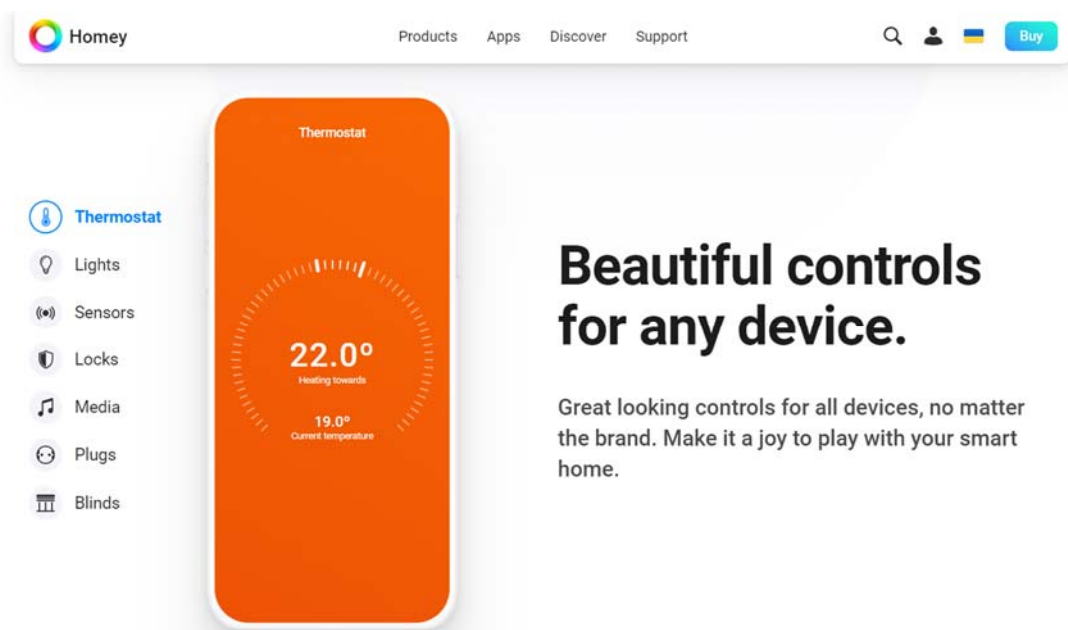 Homey
Products
Apps
Discover
Support
Buy
Thermostat
Lights
Sensors
Locks
Media
Plugs
Blinds
Thermostat
22.0º
Heating towards
19.0º
Current temperature
Beautiful controls
for any device.
Great looking controls for all devices, no matter
the brand. Make it a joy to play with your smart
home.